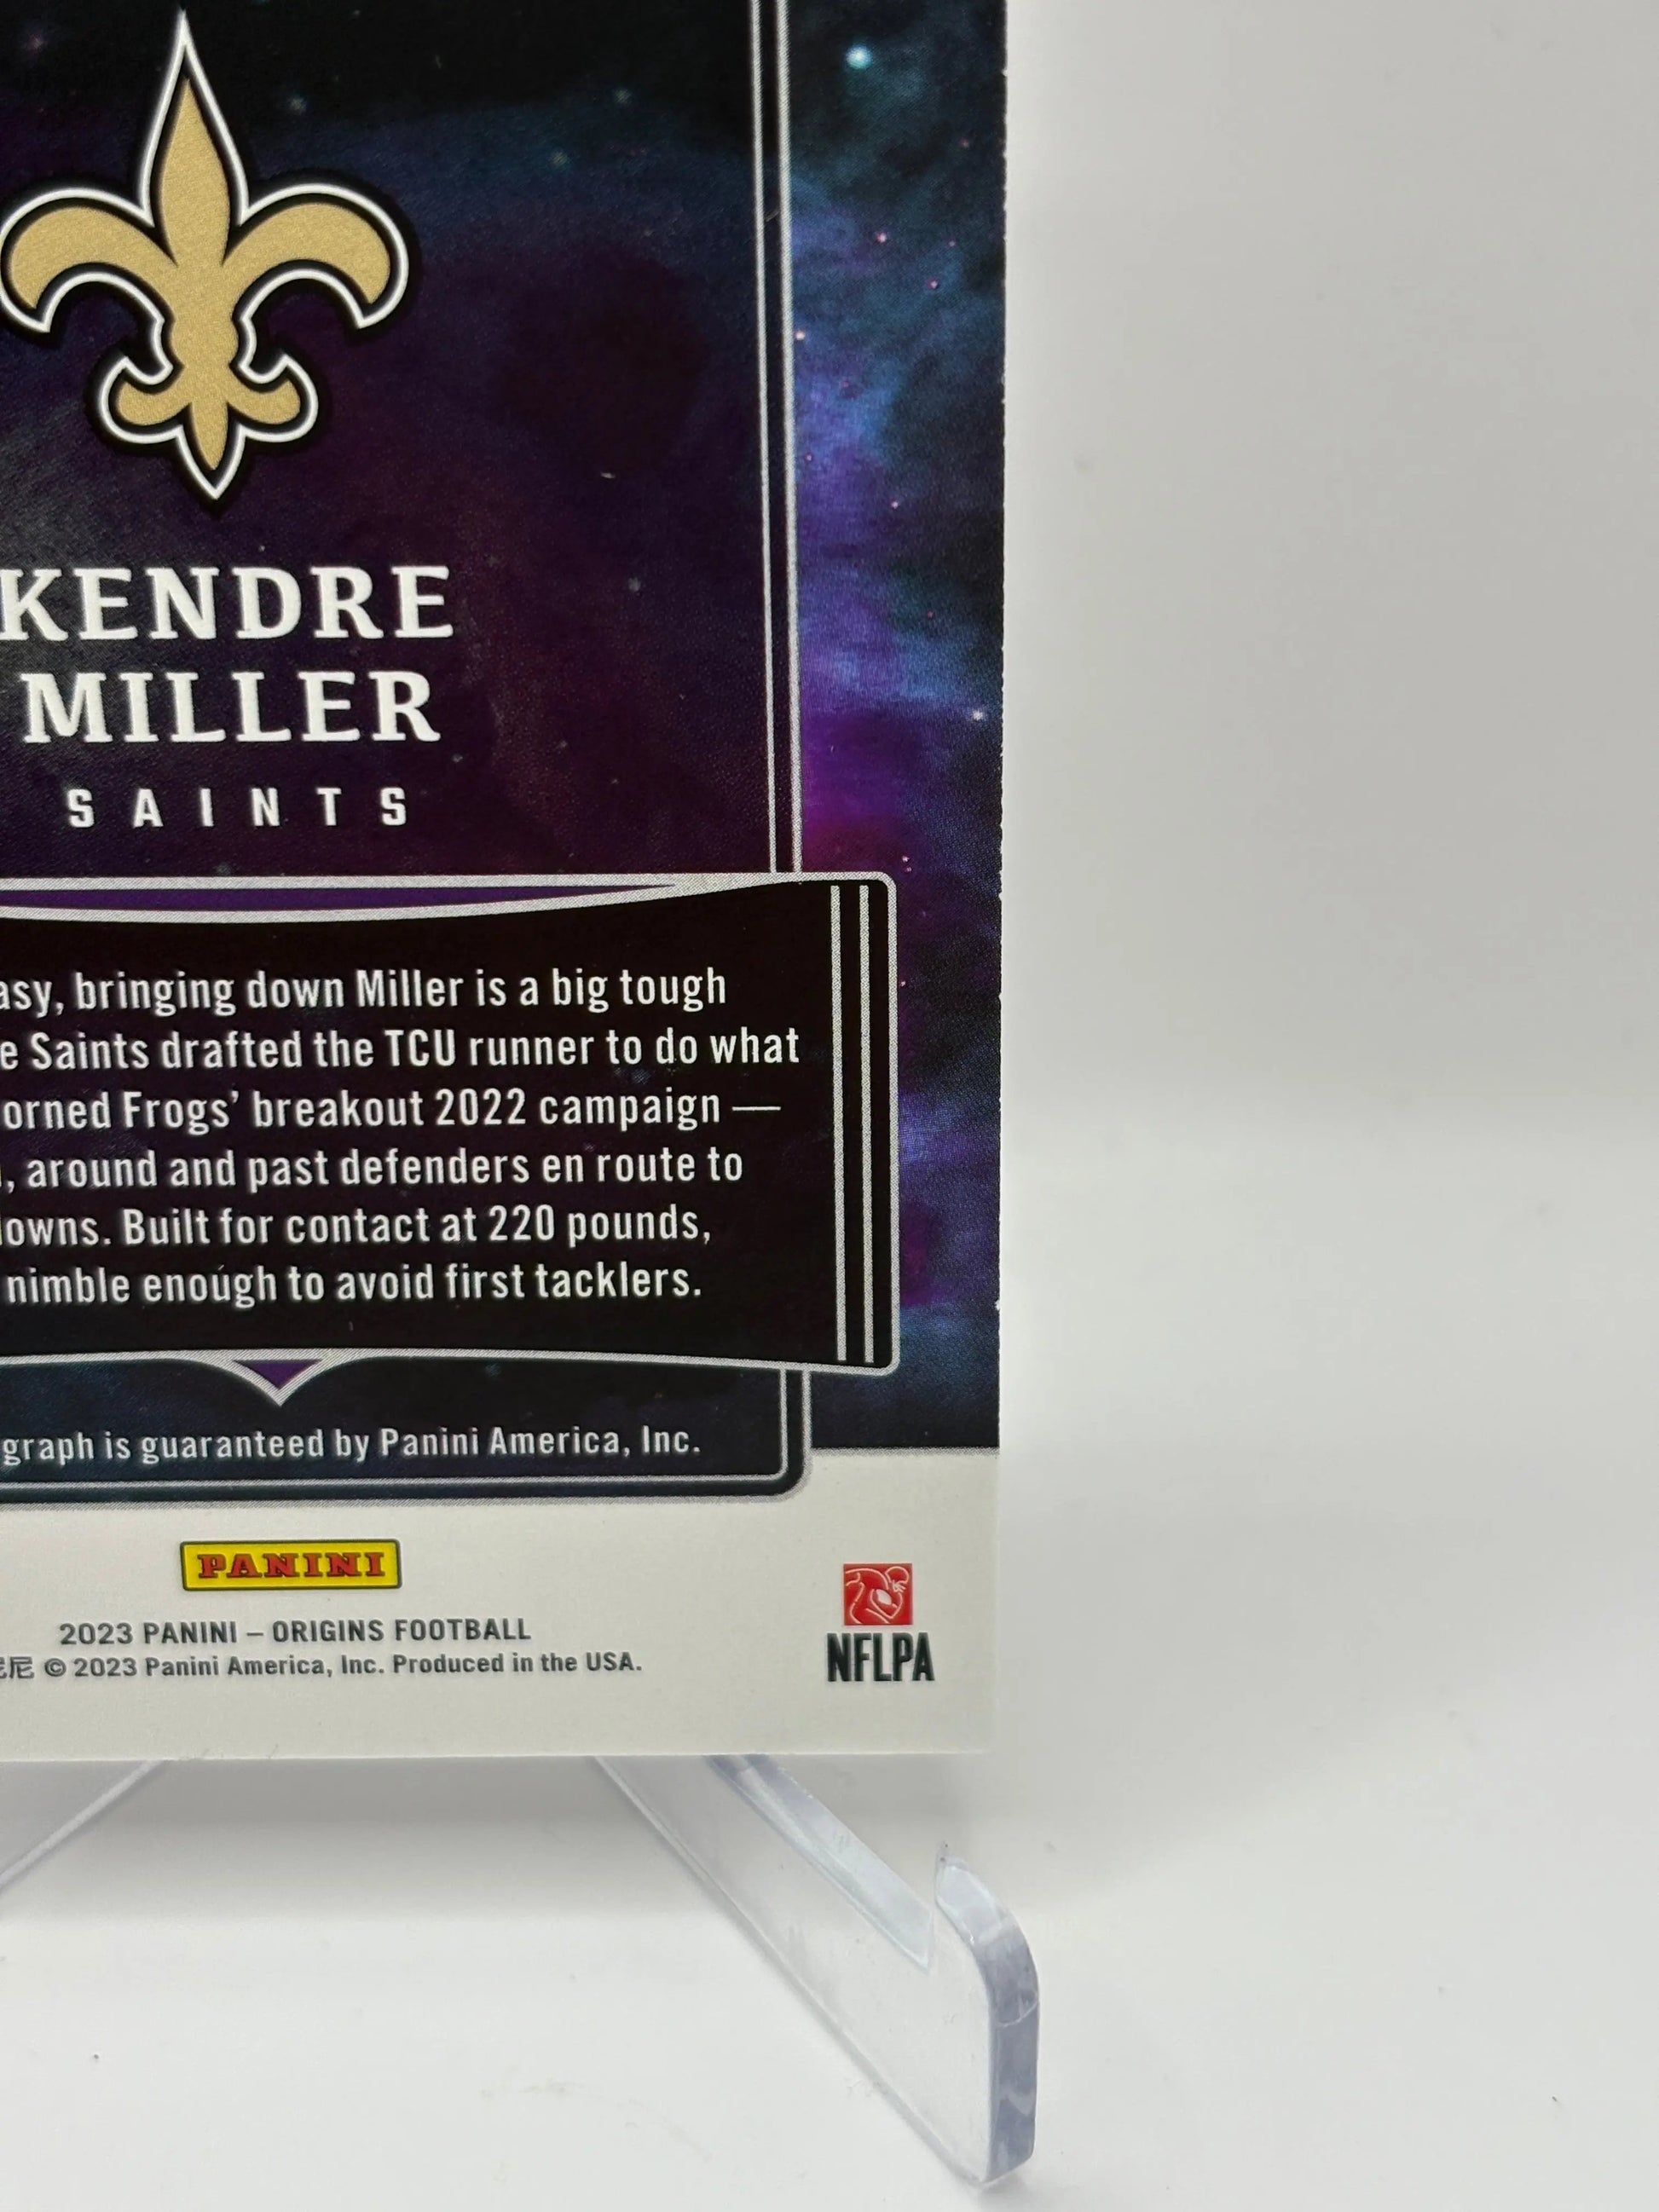 KENDRE
MILLER
SAINTS
asy, bringing down Miller is a big tough
e Saints drafted the TCU runner to do what
orned Frogs’ breakout 2022 campaign —
, around and past defenders en route to
owns. Built for contact at 220 pounds,
nimble enough to avoid first tacklers.
graph is guaranteed by Panini America, Inc.
PANINI
2023 PANINI – ORIGINS FOOTBALL
尼 © 2023 Panini America, Inc. Produced in the USA.
NFLPA